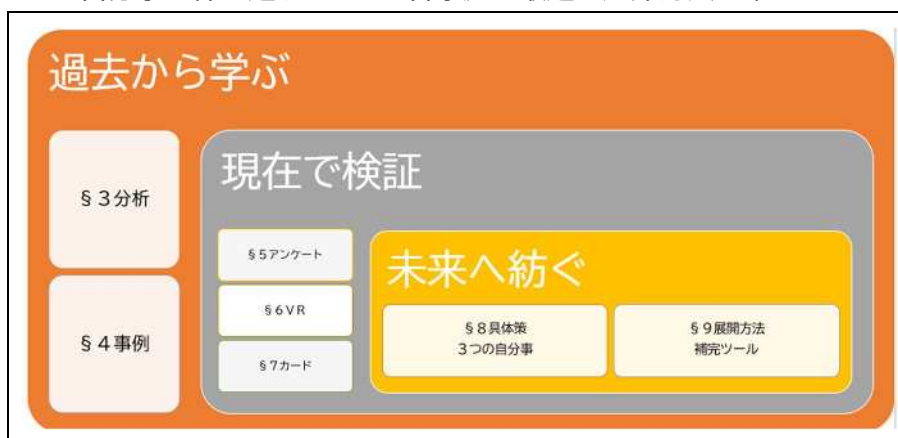 過去から学ぶ
§3分析
§4事例
現在で検証
§5アンケート
§6VR
§7カード
未来へ紡ぐ
§8具体策
3つの自分事
§9展開方法
補完ツール